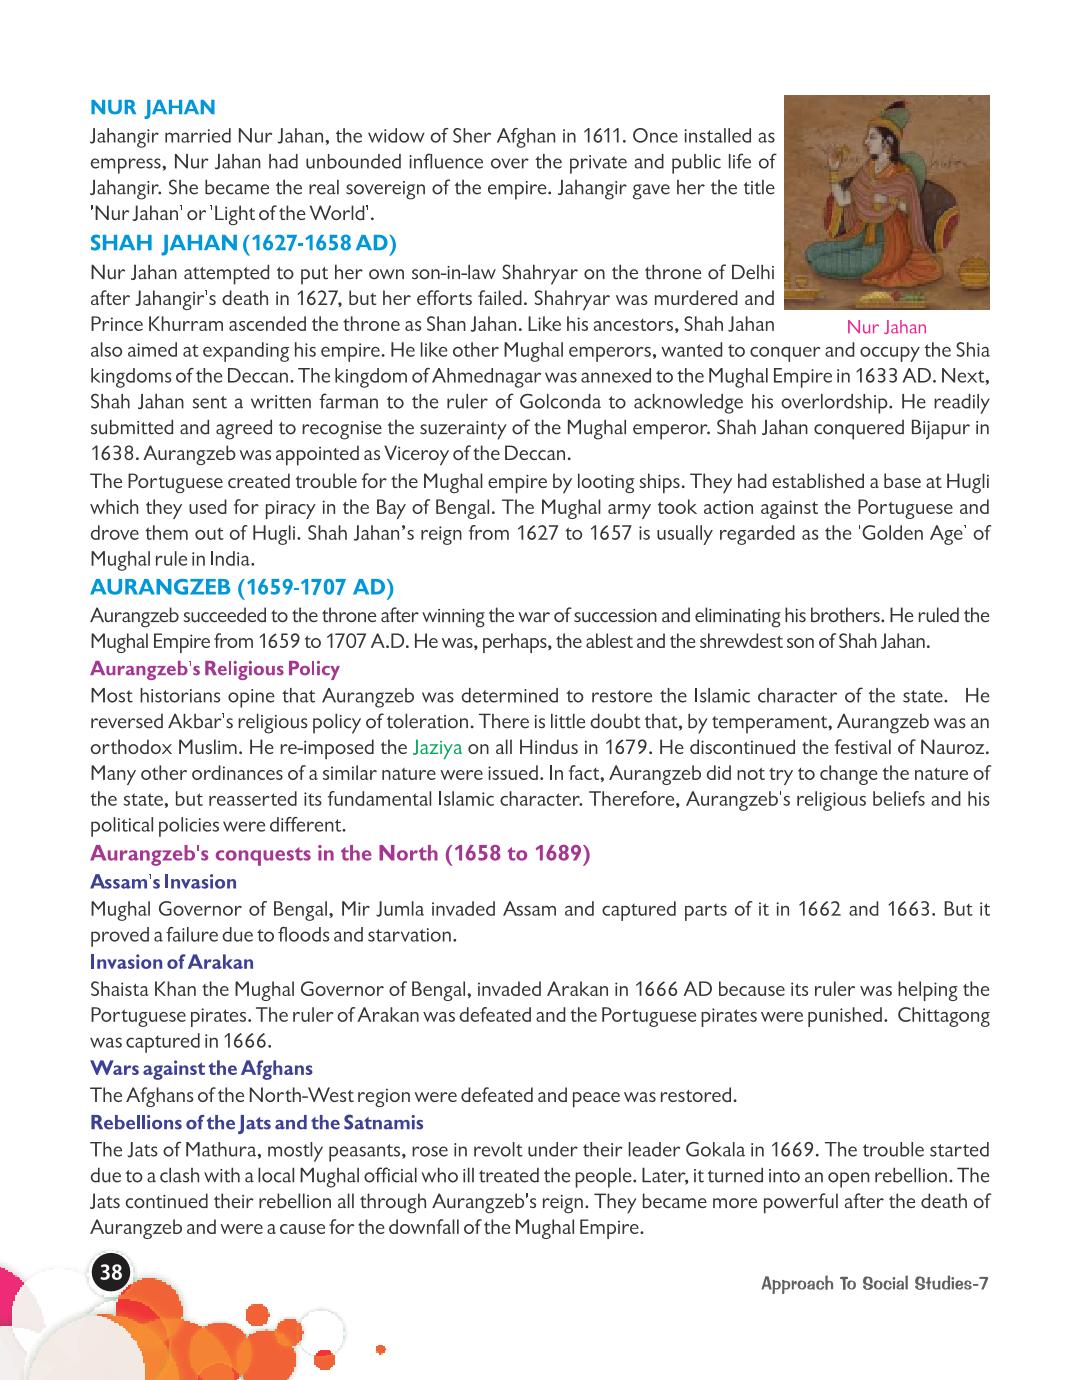 NUR JAHAN
Jahangir married Nur Jahan, the widow of Sher Afghan in 1611. Once installed as
empress, Nur Jahan had unbounded influence over the private and public life of
Jahangir. She became the real sovereign of the empire. Jahangir gave her the title
'Nur Jahan' or 'Light of the World'.
SHAH JAHAN (1627-1658 AD)
Nur Jahan attempted to put her own son-in-law Shahryar on the throne of Delhi
after Jahangir's death in 1627, but her efforts failed. Shahryar was murdered and
Prince Khurram ascended the throne as Shan Jahan. Like his ancestors, Shah Jahan
Nur Jahan
also aimed at expanding his empire. He like other Mughal emperors, wanted to conquer and occupy the Shia
kingdoms of the Deccan. The kingdom of Ahmednagar was annexed to the Mughal Empire in 1633 AD. Next,
Shah Jahan sent a written farman to the ruler of Golconda to acknowledge his overlordship. He readily
submitted and agreed to recognise the suzerainty of the Mughal emperor. Shah Jahan conquered Bijapur in
1638. Aurangzeb was appointed as Viceroy of the Deccan.
The Portuguese created trouble for the Mughal empire by looting ships. They had established a base at Hugli
which they used for piracy in the Bay of Bengal. The Mughal army took action against the Portuguese and
drove them out of Hugli. Shah Jahan's reign from 1627 to 1657 is usually regarded as the 'Golden Age' of
Mughal rule in India.
AURANGZEB (1659-1707 AD)
Aurangzeb succeeded to the throne after winning the war of succession and eliminating his brothers. He ruled the
Mughal Empire from 1659 to 1707 A.D. He was, perhaps, the ablest and the shrewdest son of Shah Jahan.
Aurangzeb's Religious Policy
Most historians opine that Aurangzeb was determined to restore the Islamic character of the state. He
reversed Akbar's religious policy of toleration. There is little doubt that, by temperament, Aurangzeb was an
orthodox Muslim. He re-imposed the Jaziya on all Hindus in 1679. He discontinued the festival of Nauroz.
Many other ordinances of a similar nature were issued. In fact, Aurangzeb did not try to change the nature of
the state, but reasserted its fundamental Islamic character. Therefore, Aurangzeb's religious beliefs and his
political policies were different.
Aurangzeb's conquests in the North (1658 to 1689)
Assam's Invasion
Mughal Governor of Bengal, Mir Jumla invaded Assam and captured parts of it in 1662 and 1663. But it
proved a failure due to floods and starvation.
Invasion of Arakan
Shaista Khan the Mughal Governor of Bengal, invaded Arakan in 1666 AD because its ruler was helping the
Portuguese pirates. The ruler of Arakan was defeated and the Portuguese pirates were punished. Chittagong
was captured in 1666.
Wars against the Afghans
The Afghans of the North-West region were defeated and peace was restored.
Rebellions of the Jats and the Satnamis
The Jats of Mathura, mostly peasants, rose in revolt under their leader Gokala in 1669. The trouble started
due to a clash with a local Mughal official who ill treated the people. Later, it turned into an open rebellion. The
Jats continued their rebellion all through Aurangzeb's reign. They became more powerful after the death of
Aurangzeb and were a cause for the downfall of the Mughal Empire.
38
Approach To Social Studies-7